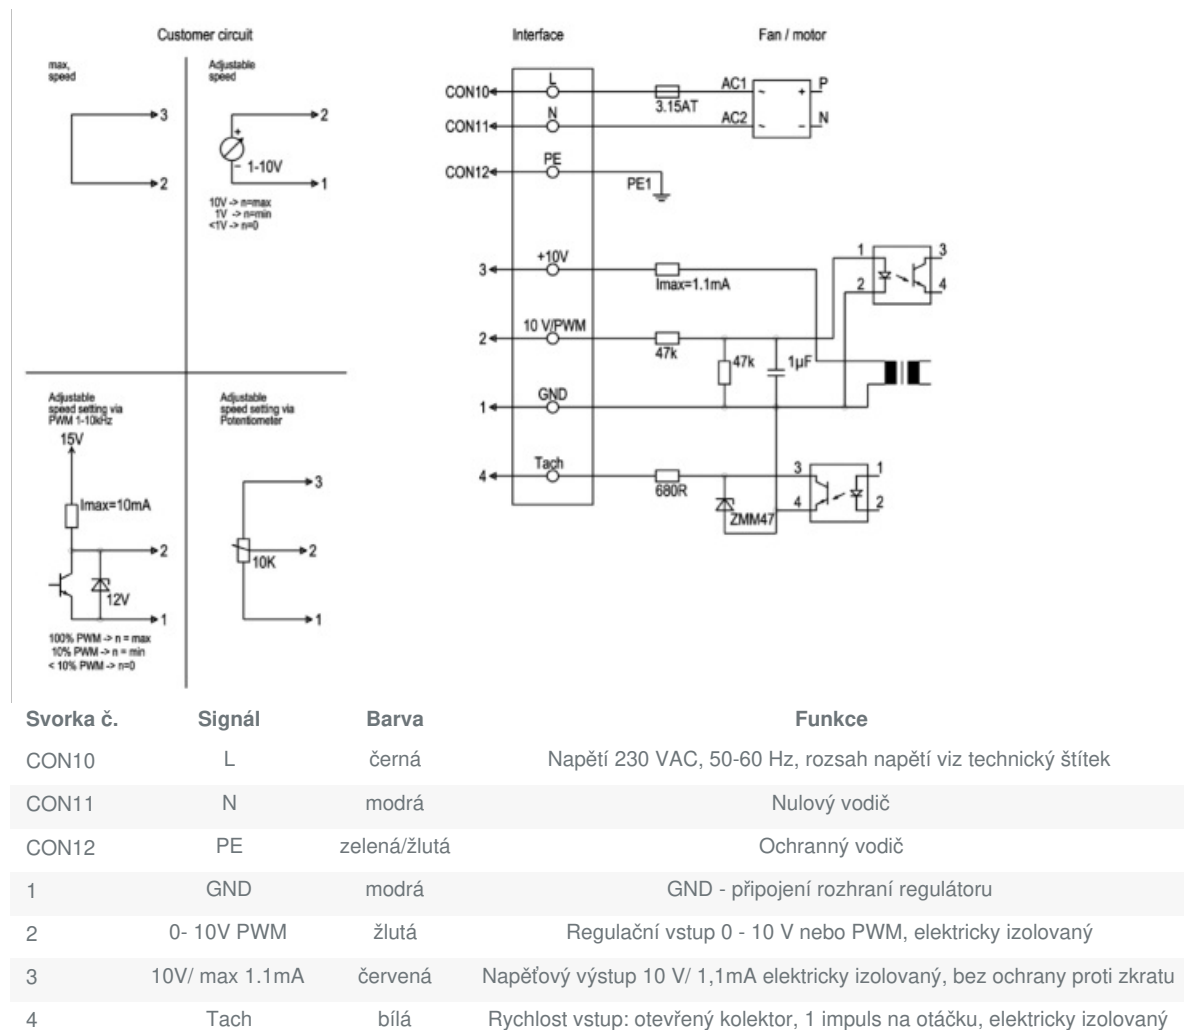 Customer circuit
Interface
Fan / motor
max,
speed
3
2
Adjustable
speed
2
+
-
1-10V
1
10V -> n=max
1V -> n=min
<1V -> n=0
Adjustable
speed setting via
PWM 1-10kHz
15V
Imax=10mA
2
12V
1
100% PWM -> n = max
10% PWM -> n = min
< 10% PWM -> n=0
Adjustable
speed setting via
Potentiometer
3
2
10K
1
CON10
L
3.15AT
AC1
~
+
P
CON11
N
AC2
~
-
N
CON12
PE
PE1
3
+10V
Imax=1.1mA
1
2
3
4
2
10 V/PWM
47k
47k
1µF
1
GND
4
Tach
680R
ZMM47
3
4
1
2
Svorka č. Signál Barva Funkce
CON10 L černá Napětí 230 VAC, 50-60 Hz, rozsah napětí viz technický štítek
CON11 N modrá Nulový vodič
CON12 PE zelená/žlutá Ochranný vodič
1 GND modrá GND - připojení rozhraní regulátoru
2 0- 10V PWM žlutá Regulační vstup 0 - 10 V nebo PWM, elektricky izolovaný
3 10V/ max 1.1mA červená Napěťový výstup 10 V/ 1,1mA elektricky izolovaný, bez ochrany proti zkratu
4 Tach bílá Rychlost vstup: otevřený kolektor, 1 impuls na otáčku, elektricky izolovaný